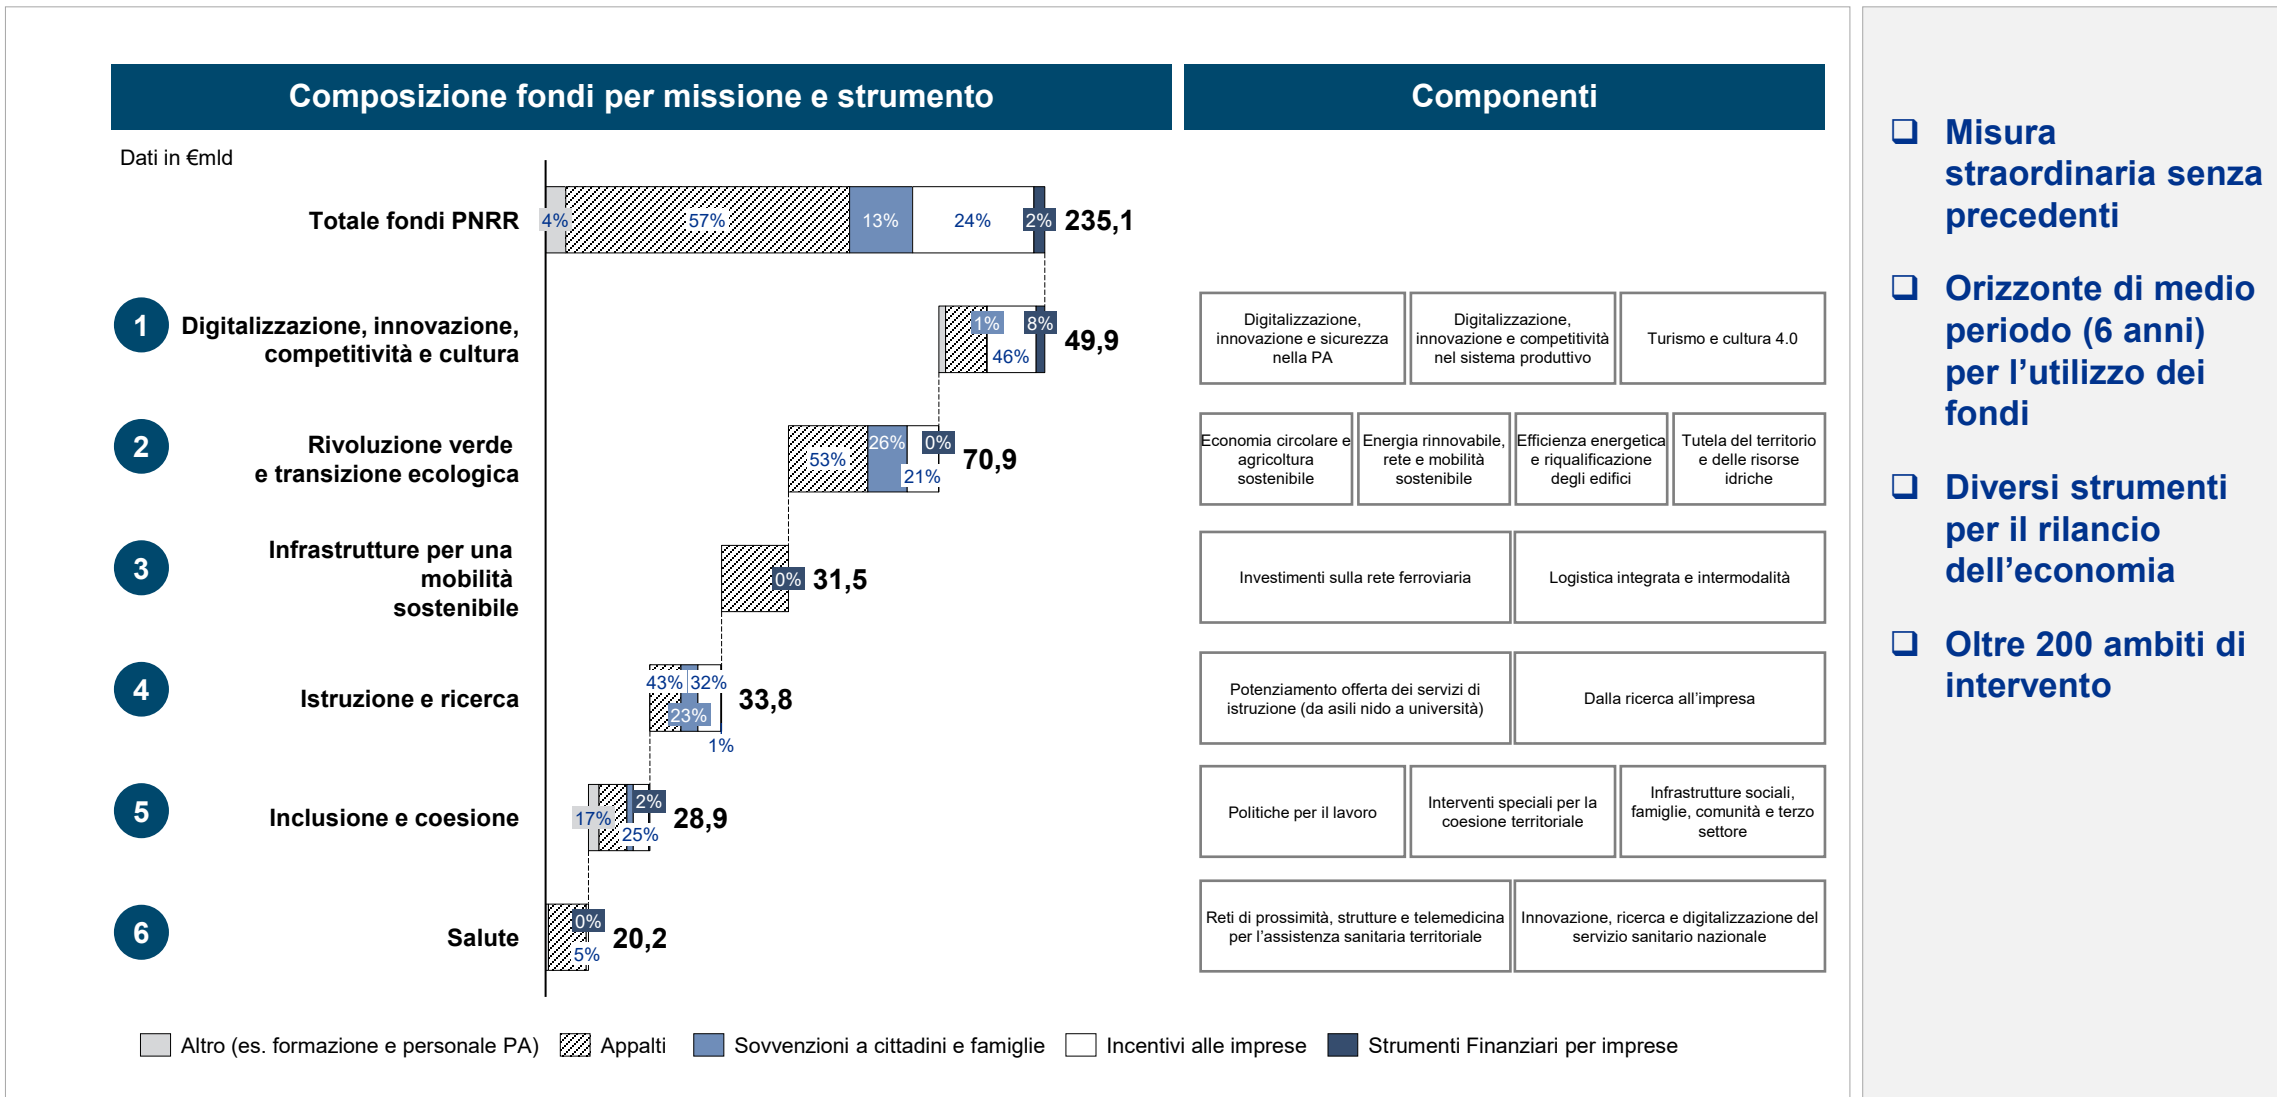 Composizione fondi per missione e strumento
Componenti
Dati in €mld
Totale fondi PNRR
4%
57%
13%
24%
2%
235,1
1
Digitalizzazione, innovazione,
competitività e cultura
1%
8%
46%
49,9
Digitalizzazione,
innovazione e sicurezza
nella PA
Digitalizzazione,
innovazione e competitività
nel sistema produttivo
Turismo e cultura 4.0
2
Rivoluzione verde
e transizione ecologica
53%
26%
0%
21%
70,9
Economia circolare e
agricoltura
sostenibile
Energia rinnovabile,
rete e mobilità
sostenibile
Efficienza energetica
e riqualificazione
degli edifici
Tutela del territorio
e delle risorse
idriche
3
Infrastrutture per una
mobilità
sostenibile
0%
31,5
Investimenti sulla rete ferroviaria
Logistica integrata e intermodalità
4
Istruzione e ricerca
43%
32%
23%
1%
33,8
Potenziamento offerta dei servizi di
istruzione (da asili nido a università)
Dalla ricerca all’impresa
5
Inclusione e coesione
17%
2%
25%
28,9
Politiche per il lavoro
Interventi speciali per la
coesione territoriale
Infrastrutture sociali,
famiglie, comunità e terzo
settore
6
Salute
0%
5%
20,2
Reti di prossimità, strutture e telemedicina
per l’assistenza sanitaria territoriale
Innovazione, ricerca e digitalizzazione del
servizio sanitario nazionale
Altro (es. formazione e personale PA)
Appalti
Sovvenzioni a cittadini e famiglie
Incentivi alle imprese
Strumenti Finanziari per imprese
Misura
straordinaria senza
precedenti
Orizzonte di medio
periodo (6 anni)
per l’utilizzo dei
fondi
Diversi strumenti
per il rilancio
dell’economia
Oltre 200 ambiti di
intervento